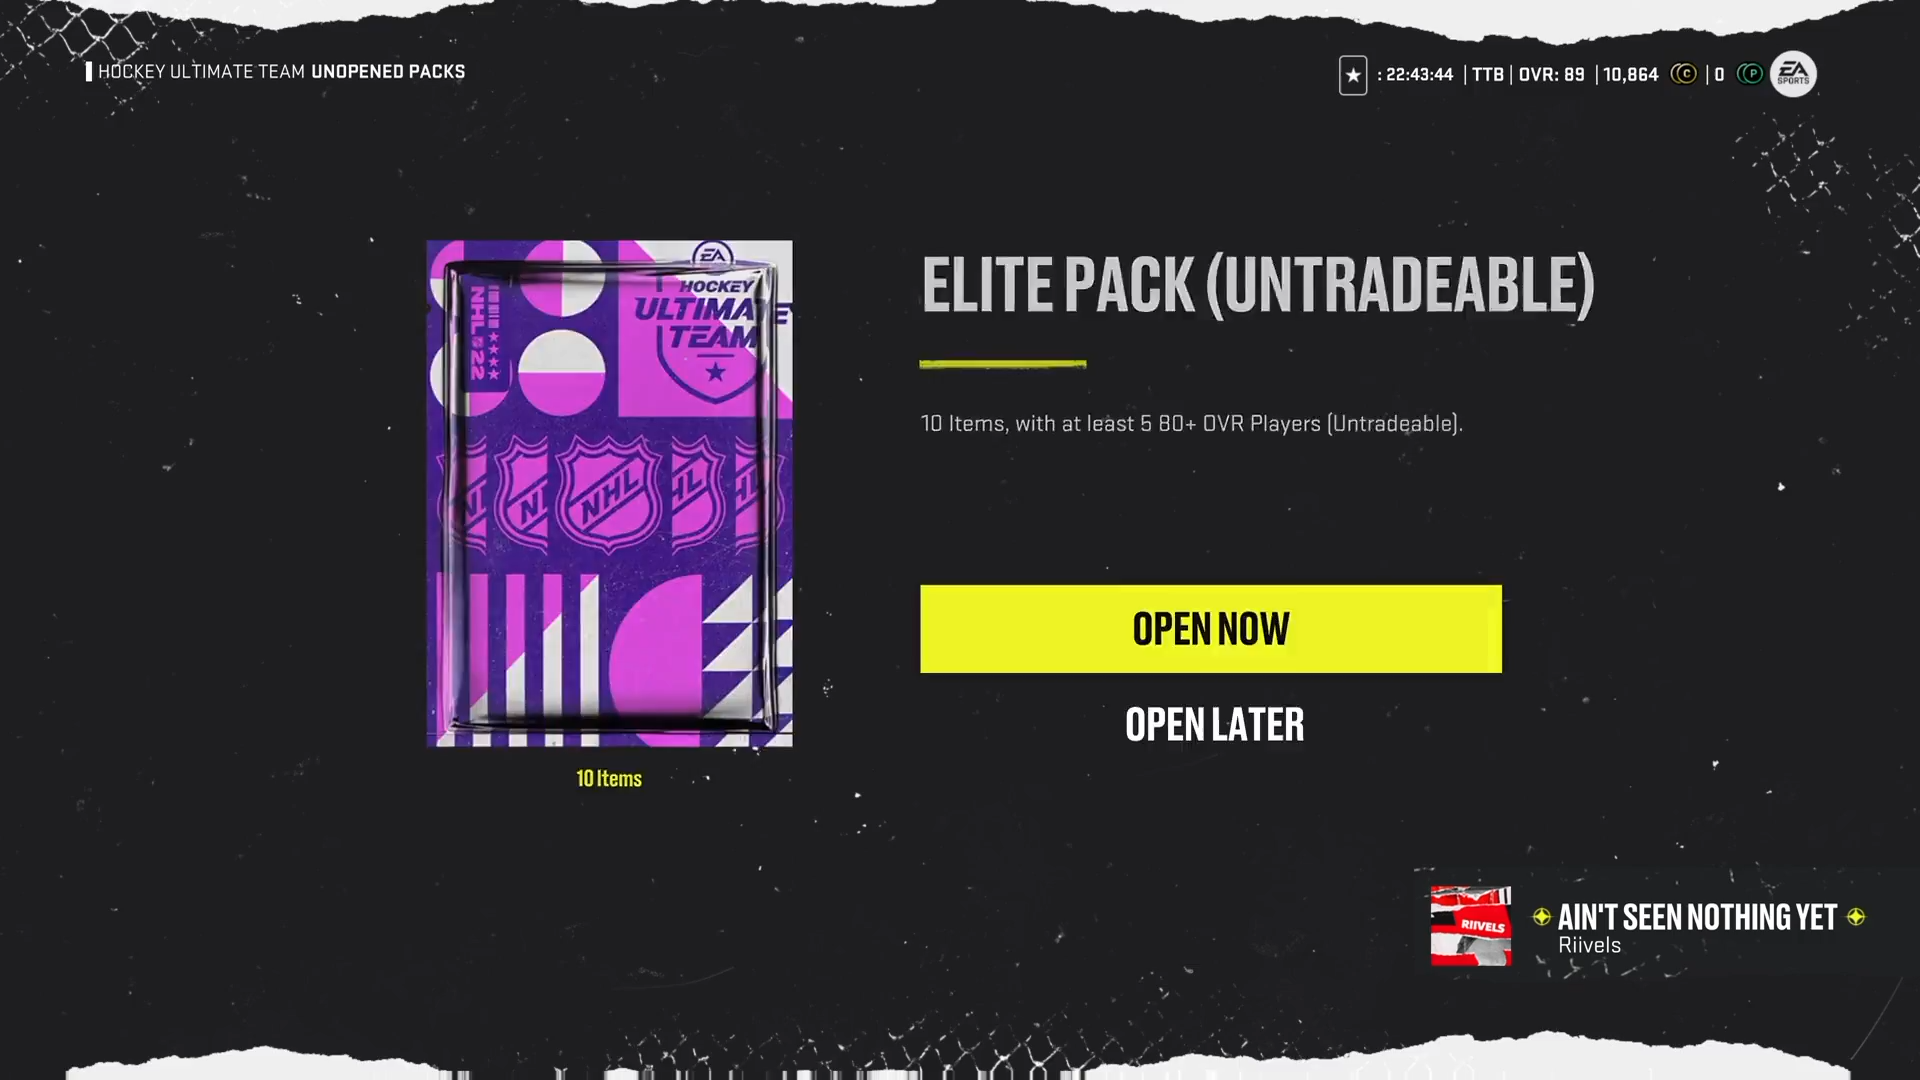 HOCKEY ULTIMATE TEAM UNOPENED PACKS
: 22:43:44 | TTB | OVR: 89 | 10,864 C | 0 P EA SPORTS
EA
HOCKEY
ULTIMATE
TEAM
NHL 22
NHL
ELITE PACK (UNTRADEABLE)
10 Items, with at least 5 80+ OVR Players (Untradeable).
OPEN NOW
OPEN LATER
10 Items
RIIVELS
AIN'T SEEN NOTHING YET
Riivels